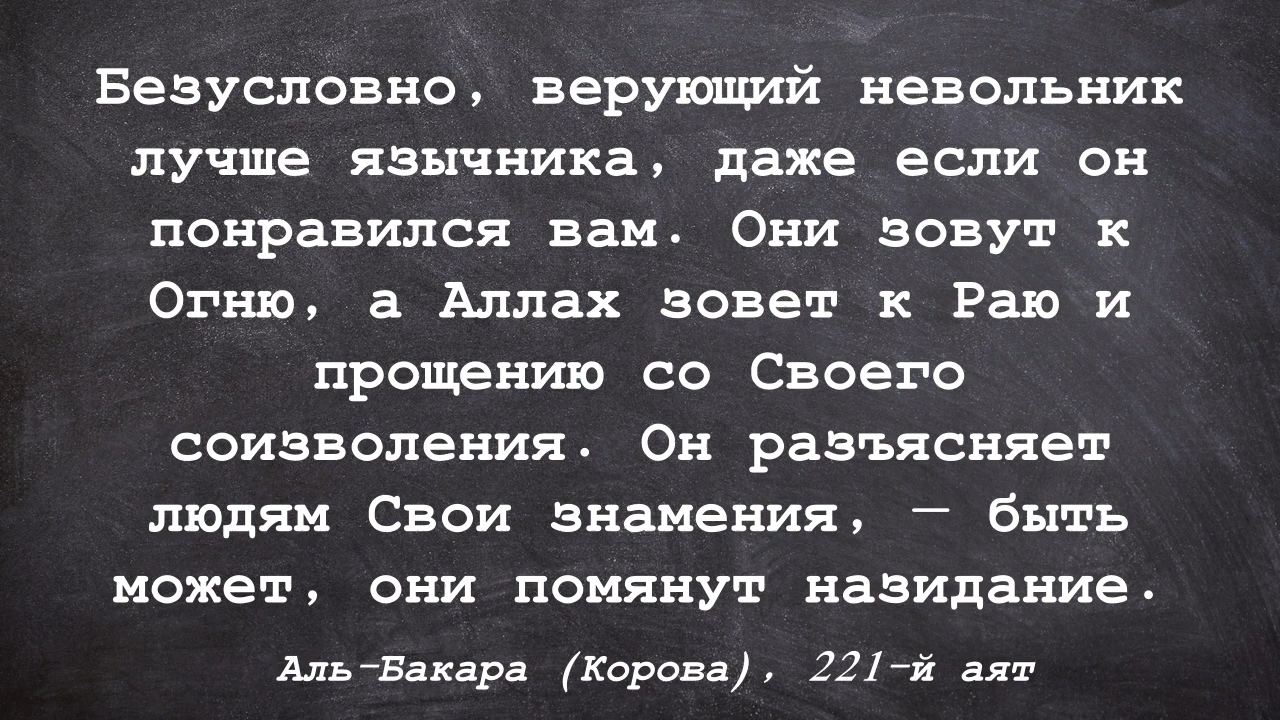 Безусловно, верующий невольник
лучше язычника, даже если он
понравился вам. Они зовут к
Огню, а Аллах зовет к Раю и
прощению со Своего
соизволения. Он разъясняет
людям Свои знамения, — быть
может, они помянут назидание.
Аль-Бакара (Корова), 221-й аят